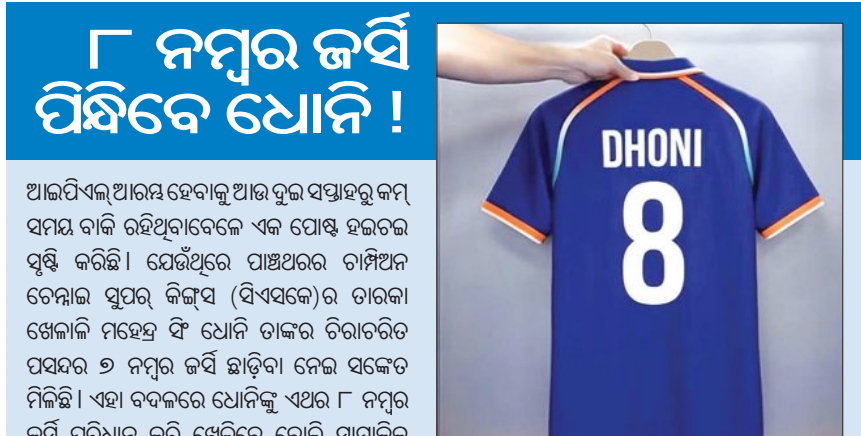 ୮ ନମ୍ବର ଜର୍ସି
ପିନ୍ଧିବେ ଧୋନି !
ଆଇପିଏଲ୍ ଆରମ୍ଭ ହେବାକୁ ଆଉ ଦୁଇ ସପ୍ତାହରୁ କମ୍
ସମୟ ବାକି ରହିଥିବାବେଳେ ଏକ ପୋଷ୍ଟ ହଇଚଇ
ସୃଷ୍ଟି କରିଛି। ଯେଉଁଥିରେ ପାଞ୍ଚଥରର ଚାମ୍ପିଅନ
ଚେନ୍ନାଇ ସୁପର୍ କିଙ୍ଗ୍ସ (ସିଏସକେ)ର ତାରକା
ଖେଳାଳି ମହେନ୍ଦ୍ର ସିଂ ଧୋନି ତାଙ୍କର ଚିରାଚରିତ
ପସନ୍ଦର ୭ ନମ୍ବର ଜର୍ସି ଛାଡ଼ିବା ନେଇ ସଙ୍କେତ
ମିଳିଛି। ଏହା ବଦଳରେ ଧୋନିଙ୍କୁ ଏଥର ୮ ନମ୍ବର
DHONI
8